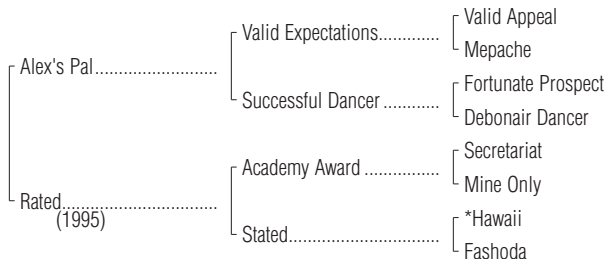 Valid Appeal
Valid Expectations.............
Mepache
Alex's Pal..........................
Fortunate Prospect
Successful Dancer ............
Debonair Dancer
Secretariat
Academy Award ................
Mine Only
Rated...........................
(1995)
*Hawaii
Stated................................
Fashoda